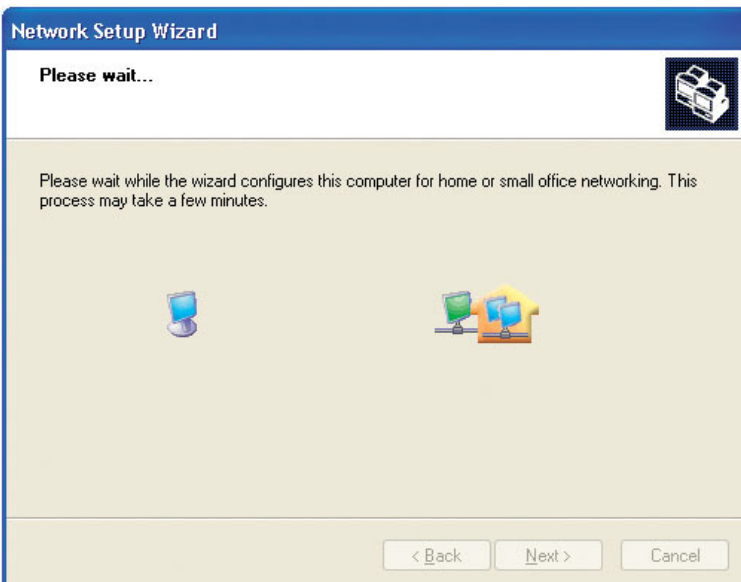 Network Setup Wizard
Please wait...
Please wait while the wizard configures this computer for home or small office networking. This
process may take a few minutes.
< Back
Next >
Cancel